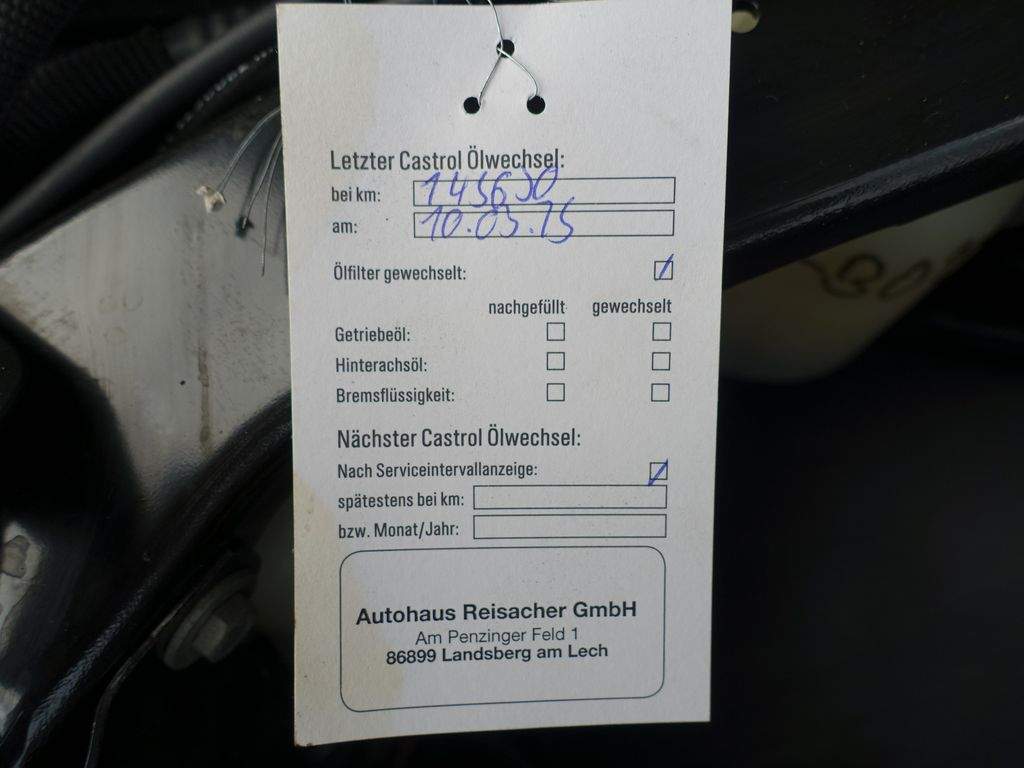 Letzter Castrol Ölwechsel:
bei km: 145630
am: 10.03.15
Ölfilter gewechselt:
nachgefüllt gewechselt
Getriebeöl:
Hinterachsöl:
Bremsflüssigkeit:
Nächster Castrol Ölwechsel:
Nach Serviceintervallanzeige:
spätestens bei km:
bzw. Monat/Jahr:
Autohaus Reisacher GmbH
Am Penzinger Feld 1
86899 Landsberg am Lech